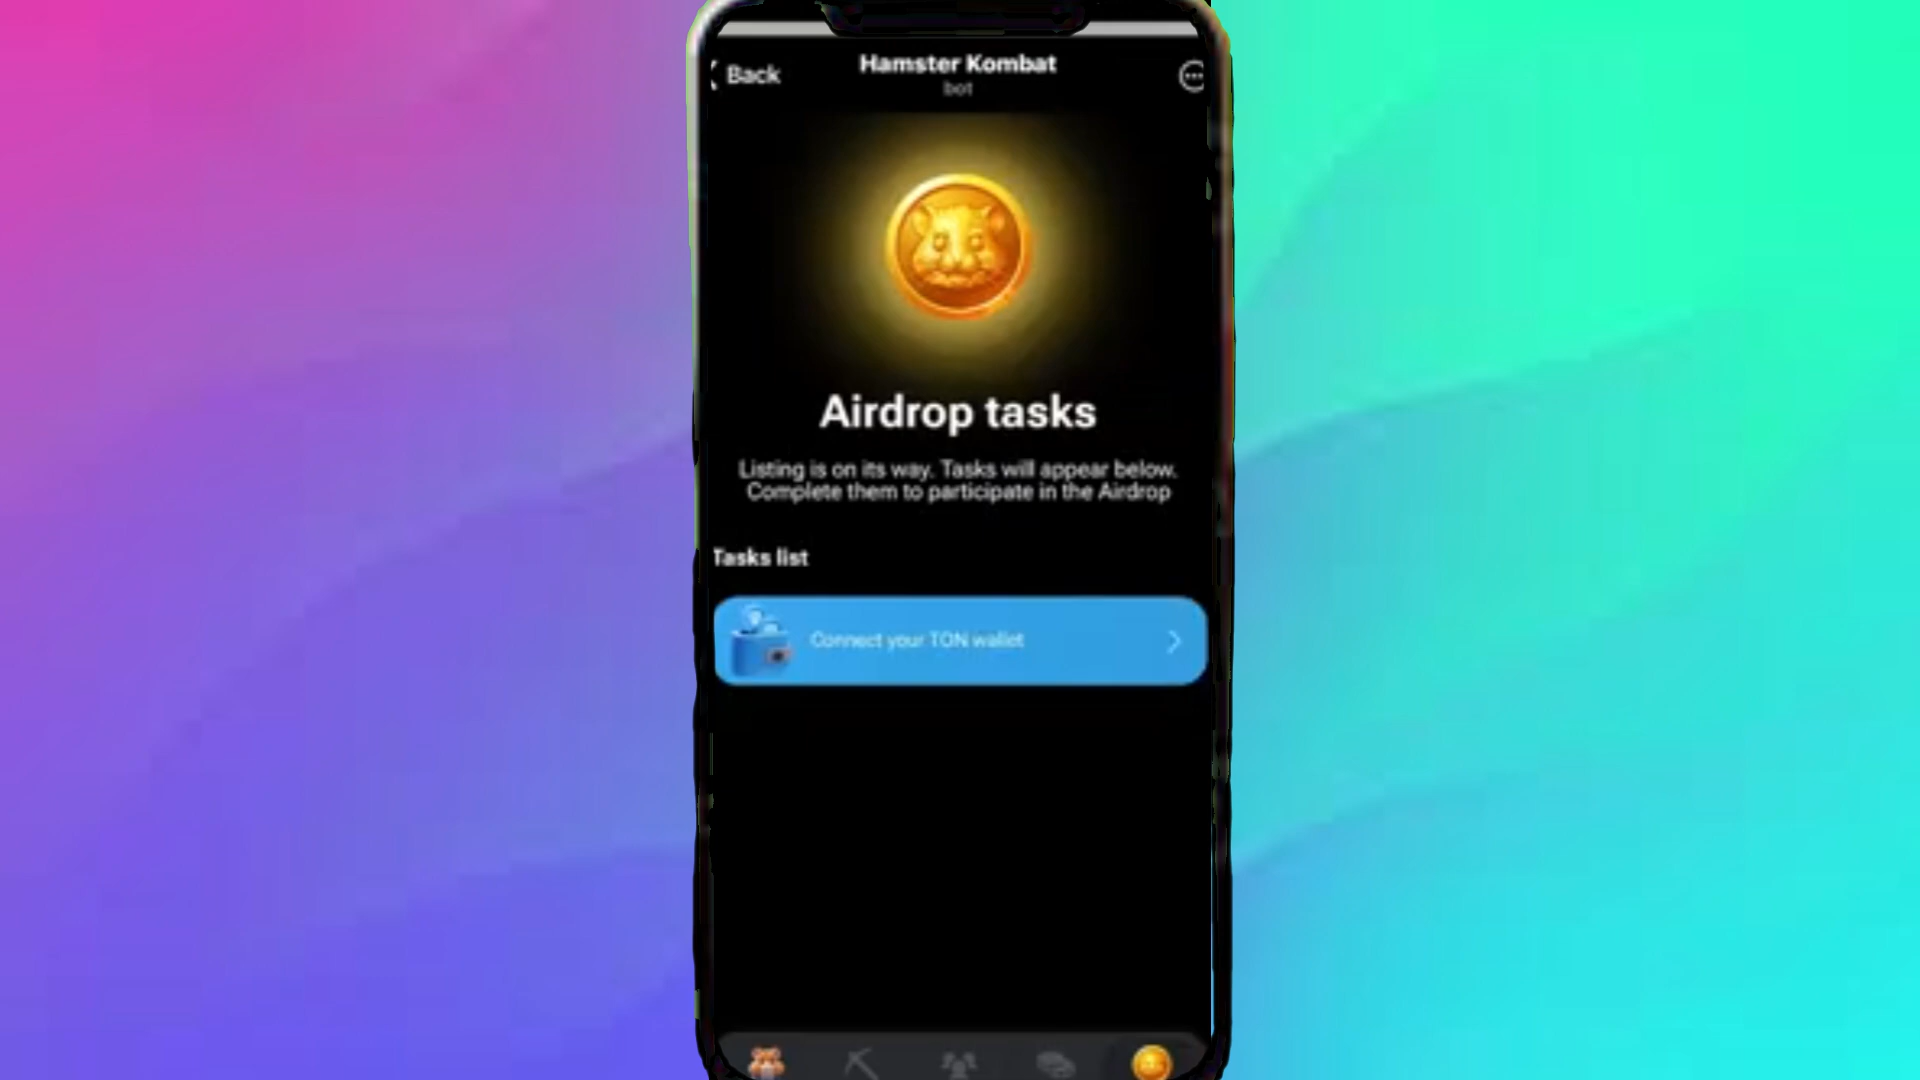 Back
Hamster Kombat
bot
Airdrop tasks
Listing is on its way. Tasks will appear below.
Complete them to participate in the Airdrop
Tasks list
Connect your TON wallet